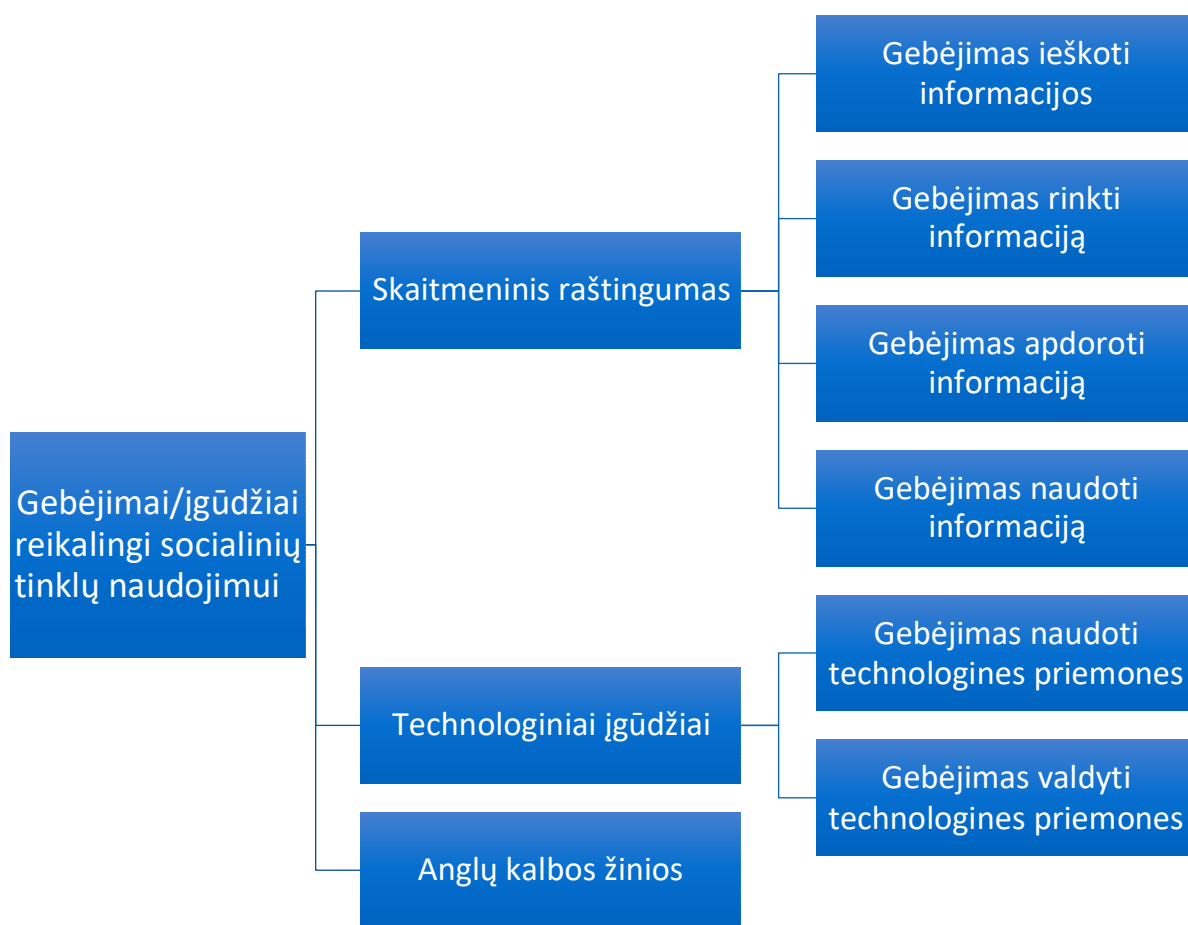 Gebėjimai/įgūdžiai
reikalingi socialinių
tinklų naudojimui
Skaitmeninis raštingumas
Gebėjimas ieškoti
informacijos
Gebėjimas rinkti
informaciją
Gebėjimas apdoroti
informaciją
Gebėjimas naudoti
informaciją
Technologiniai įgūdžiai
Gebėjimas naudoti
technologines priemones
Gebėjimas valdyti
technologines priemones
Anglų kalbos žinios